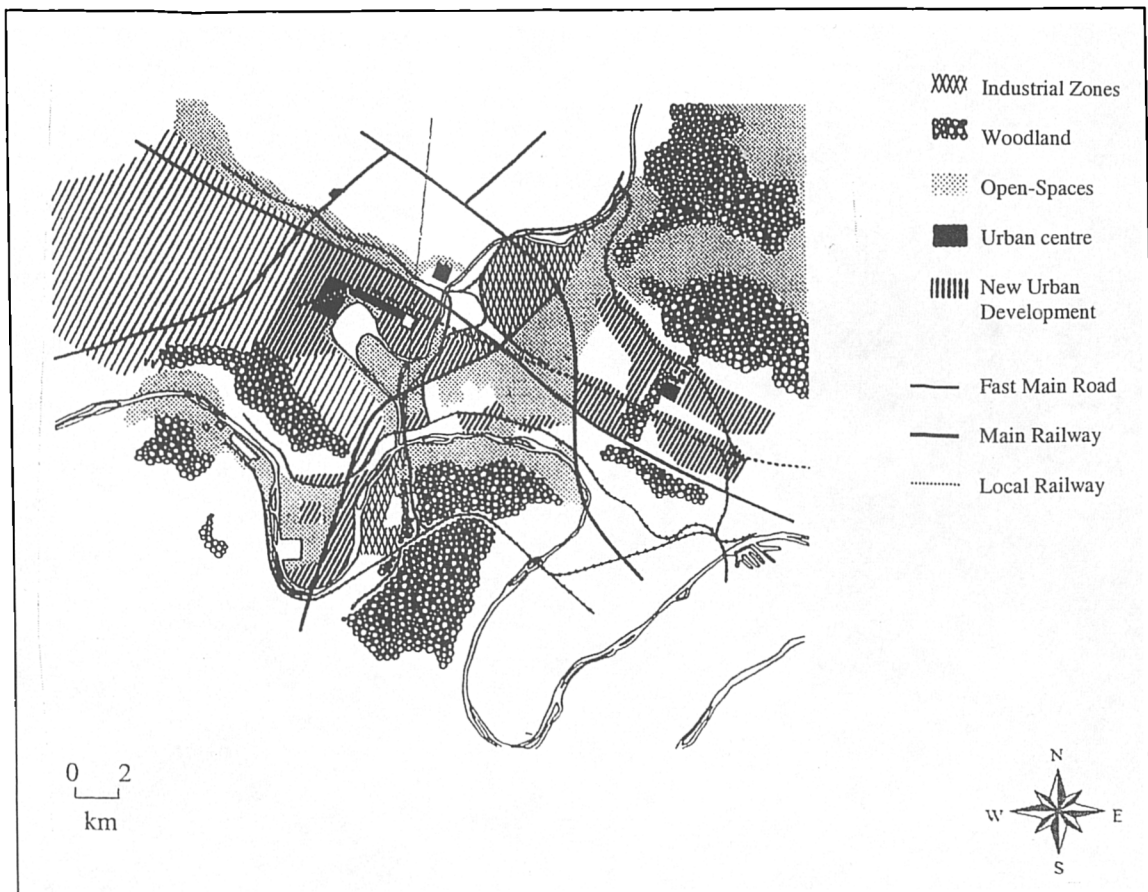 Industrial Zones
Woodland
Open-Spaces
Urban centre
New Urban
Development
Fast Main Road
Main Railway
Local Railway
0 2
km
N
W E
S